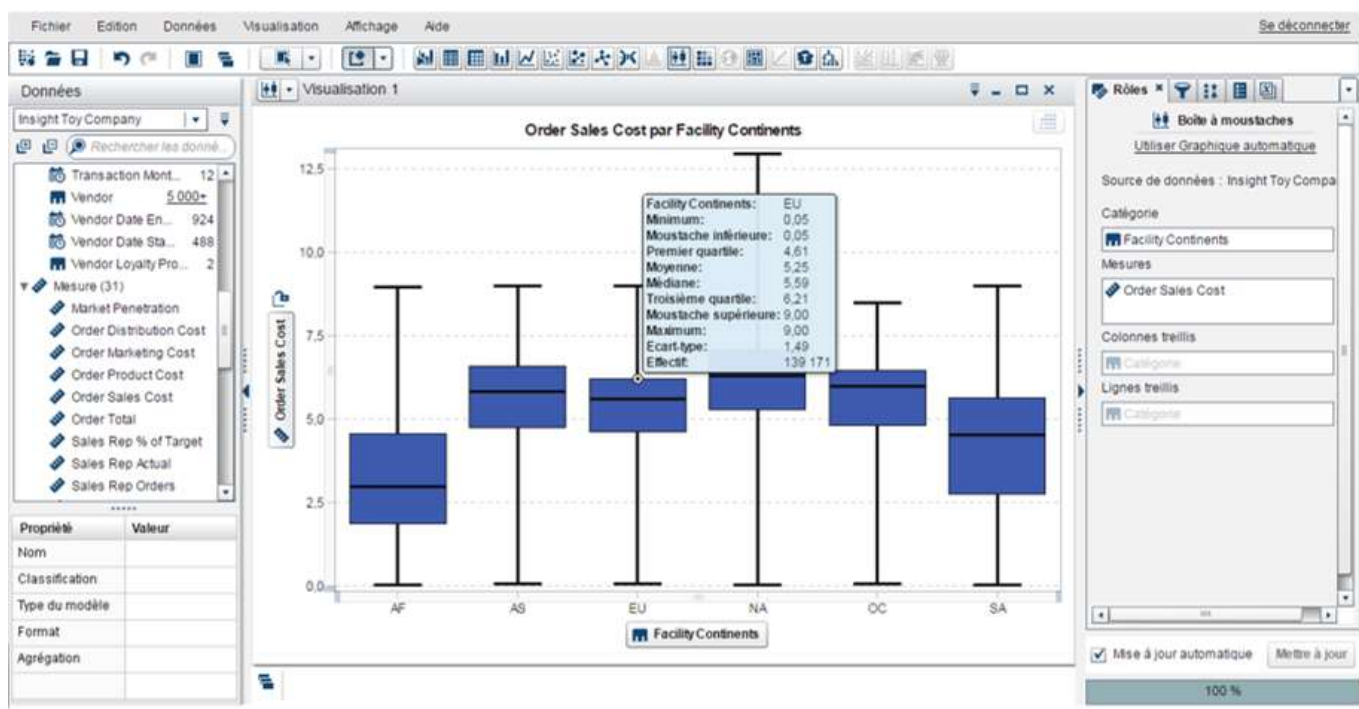 Fichier Edition Données Visualisation Affichage Aide Se déconnecter
Données
Insight Toy Company
Rechercher les donné...
Transaction Mont... 12
Vendor 5 000+
Vendor Date En... 924
Vendor Date Sta... 488
Vendor Loyalty Pro... 2
Mesure (31)
Market Penetration
Order Distribution Cost
Order Marketing Cost
Order Product Cost
Order Sales Cost
Order Total
Sales Rep % of Target
Sales Rep Actual
Sales Rep Orders
Propriété Valeur
Nom
Classification
Type du modèle
Format
Agrégation
Visualisation 1
Order Sales Cost par Facility Continents
12.5
10.0
7.5
5.0
2.5
0.0
Order Sales Cost
Facility Continents: EU
Minimum: 0,05
Moustache inférieure: 0,05
Premier quartile: 4,61
Moyenne: 5,25
Médiane: 5,59
Troisième quartile: 6,21
Moustache supérieure: 9,00
Maximum: 9,00
Ecart-type: 1,49
Effectif: 139 171
AF AS EU NA OC SA
Facility Continents
Rôles
Boîte à moustaches
Utiliser Graphique automatique
Source de données : Insight Toy Compa
Catégorie
Facility Continents
Mesures
Order Sales Cost
Colonnes treillis
Catégorie
Lignes treillis
Catégorie
Mise à jour automatique Mettre à jour
100 %